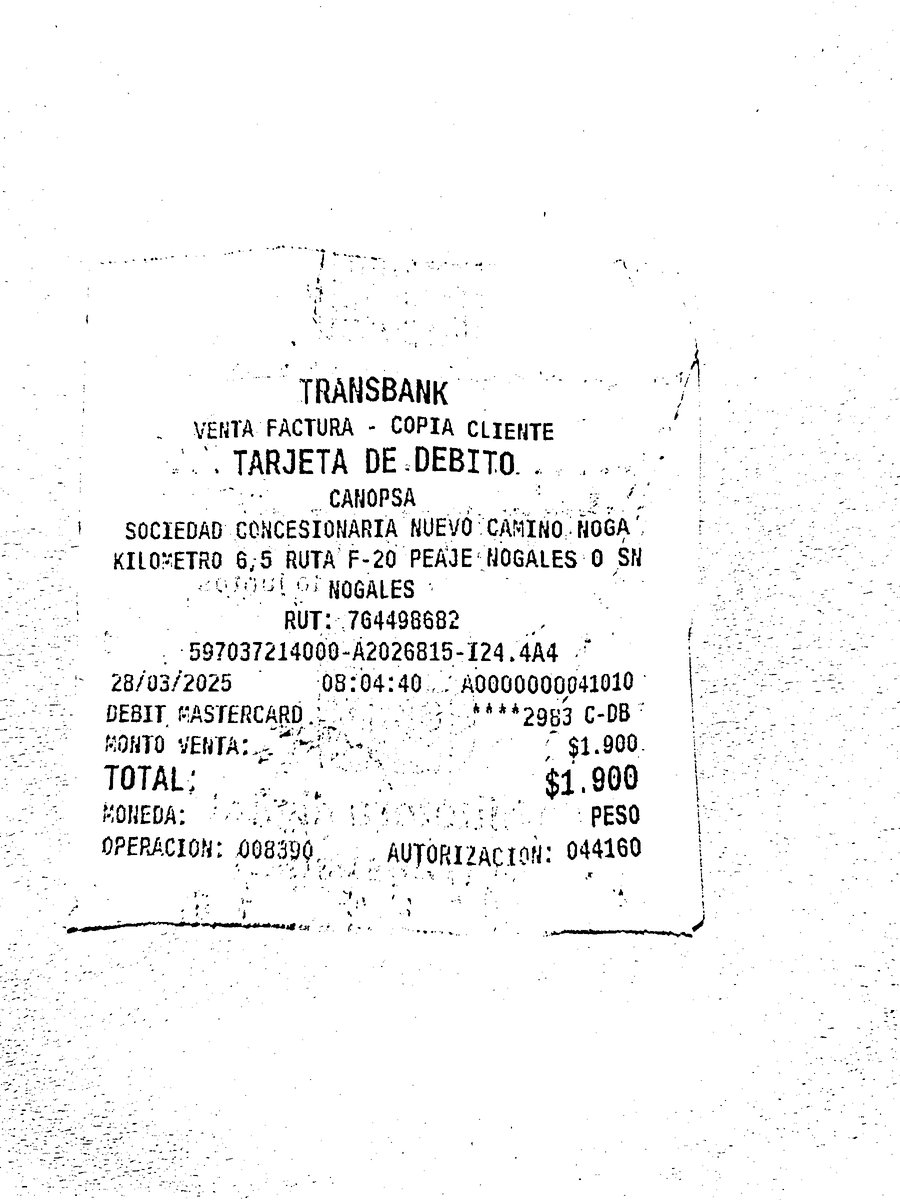 TRANSBANK
VENTA FACTURA - COPIA CLIENTE
TARJETA DE DEBITO
CANOPSA
SOCIEDAD CONCESIONARIA NUEVO CAMINO NOGA
KILOMETRO 6,5 RUTA F-20 PEAJE NOGALES O SN
NOGALES
RUT: 764498682
597037214000-A2026815-I24.4A4
28/03/2025 08:04:40 A0000000041010
DEBIT MASTERCARD ****2983 C-DB
MONTO VENTA: $1.900
TOTAL: $1.900
MONEDA: PESO
OPERACION: 008390 AUTORIZACION: 044160